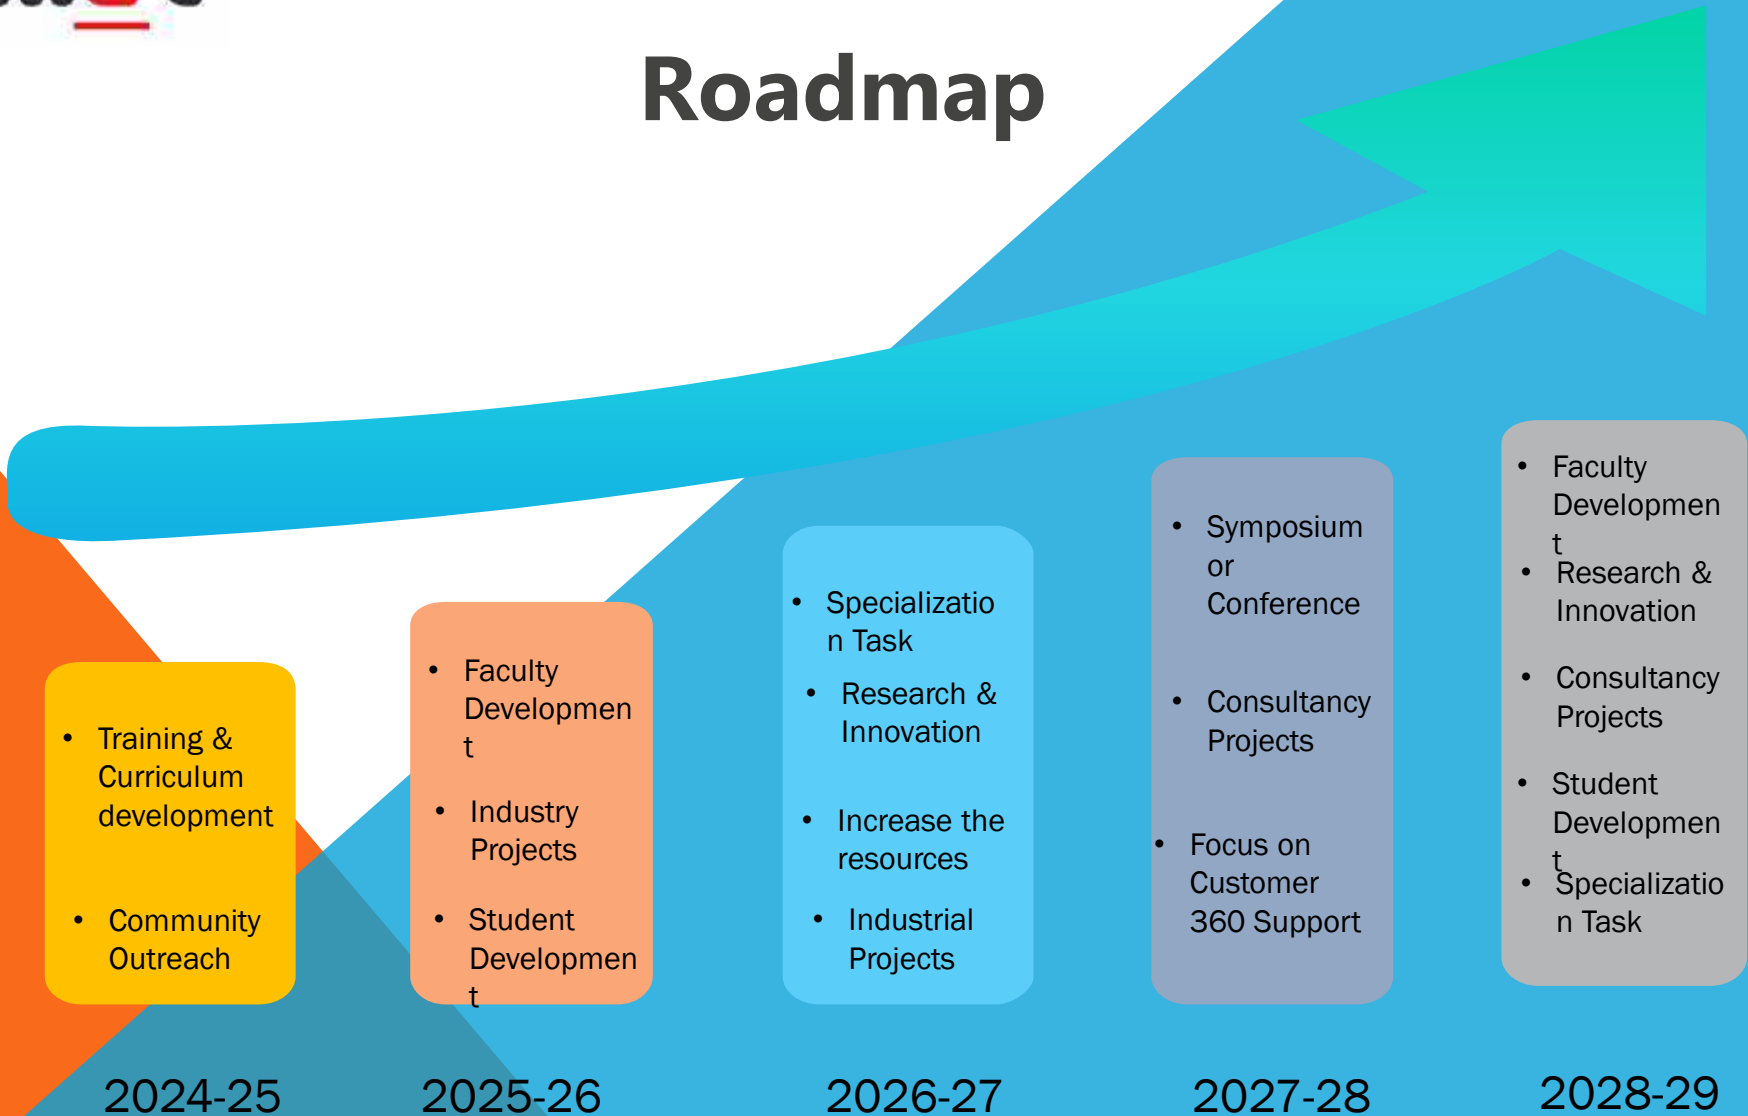 Roadmap
• Training &
Curriculum
development
• Community
Outreach
2024-25
• Faculty
Developmen
t
• Industry
Projects
• Student
Developmen
t
2025-26
• Specializatio
n Task
• Research &
Innovation
• Increase the
resources
• Industrial
Projects
2026-27
• Symposium
or
Conference
• Consultancy
Projects
• Focus on
Customer
360 Support
2027-28
• Faculty
Developmen
t
• Research &
Innovation
• Consultancy
Projects
• Student
Developmen
t
• Specializatio
n Task
2028-29